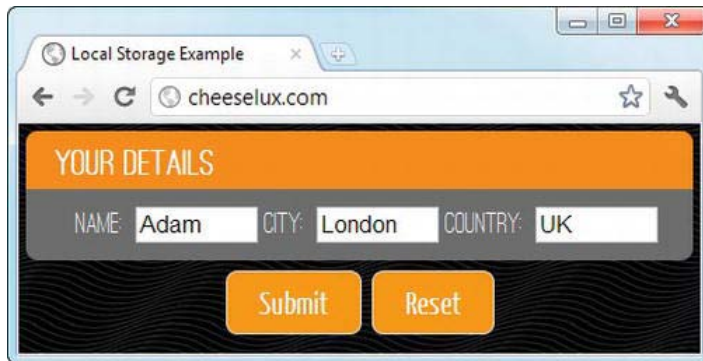 Local Storage Example
cheeselux.com
YOUR DETAILS
NAME: Adam CITY: London COUNTRY: UK
Submit Reset